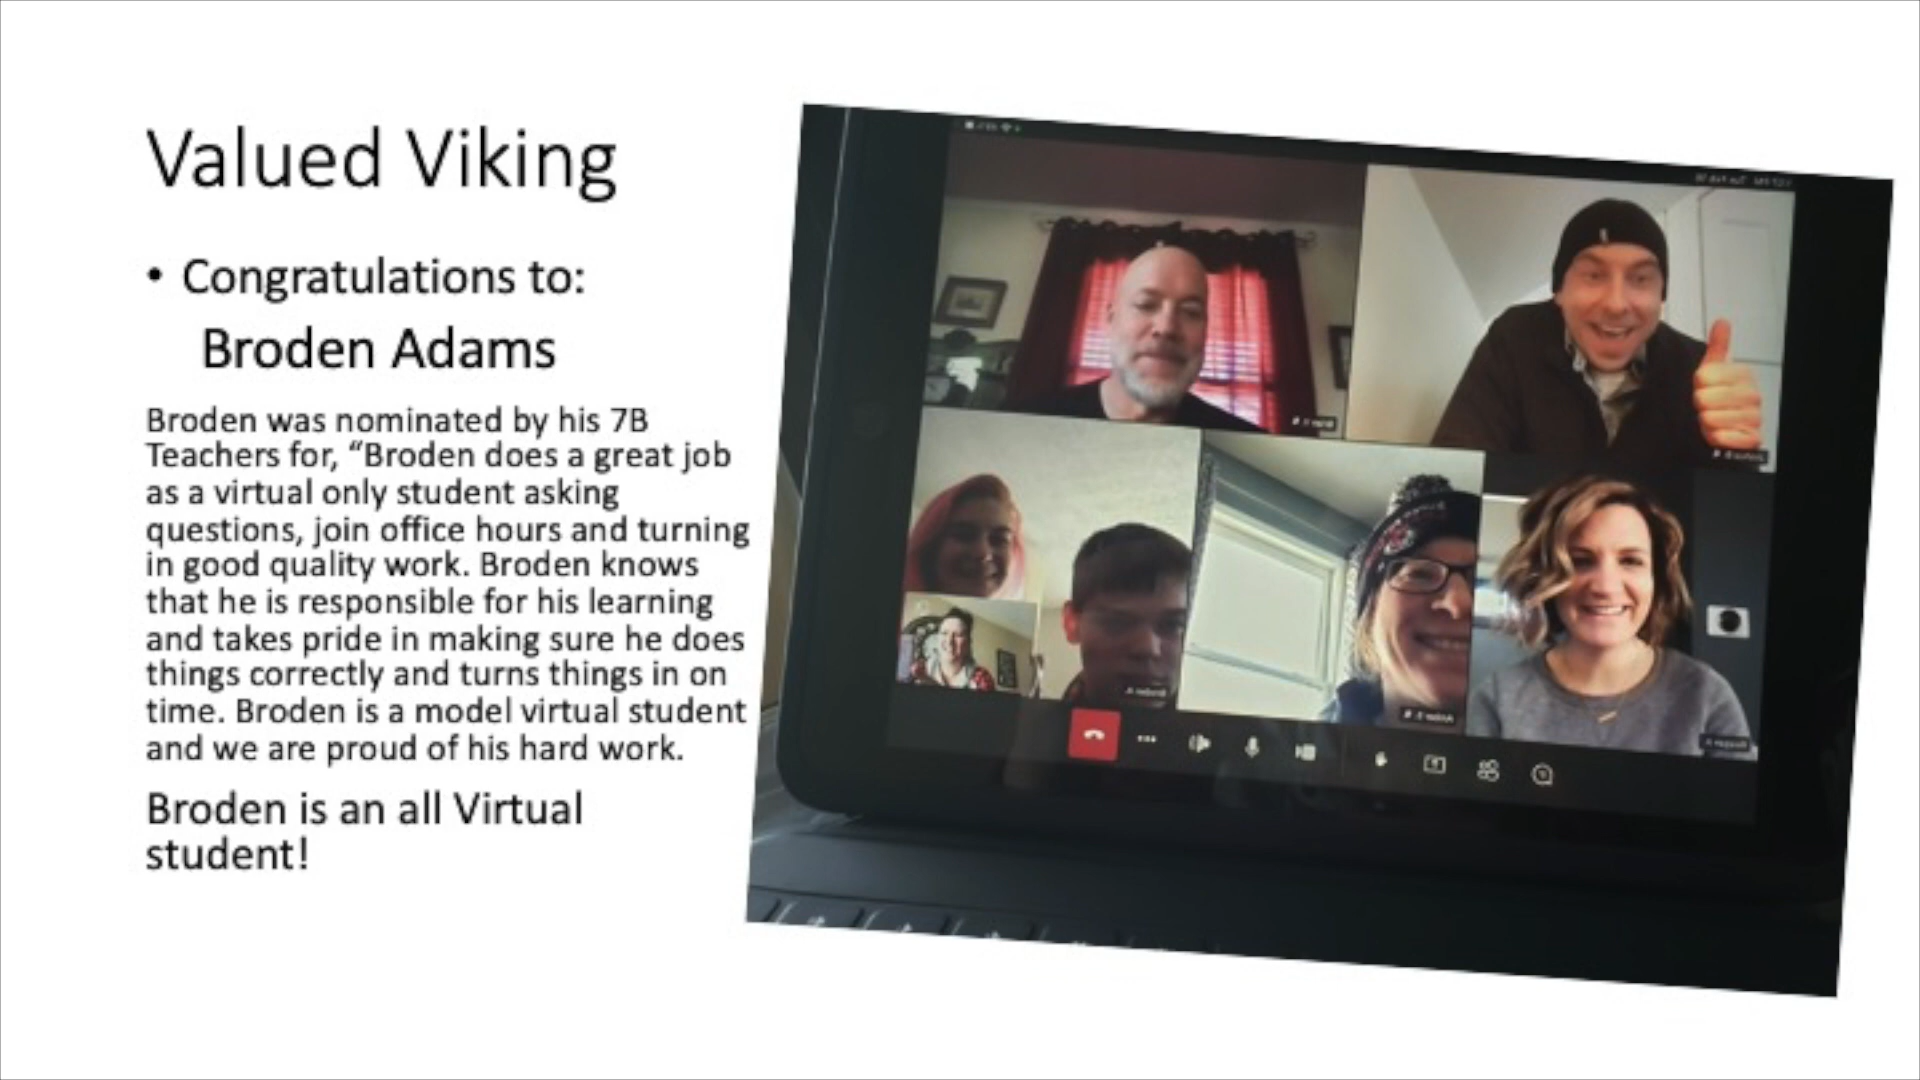 Valued Viking
• Congratulations to:
Broden Adams
Broden was nominated by his 7B
Teachers for, “Broden does a great job
as a virtual only student asking
questions, join office hours and turning
in good quality work. Broden knows
that he is responsible for his learning
and takes pride in making sure he does
things correctly and turns things in on
time. Broden is a model virtual student
and we are proud of his hard work.
Broden is an all Virtual
student!